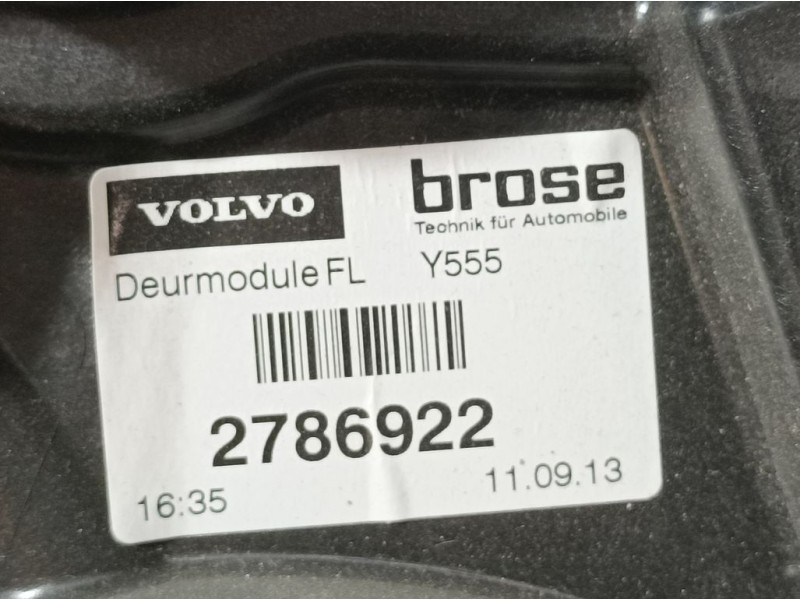 VOLVO
brose
Technik für Automobile
Deurmodule FL Y555
2786922
16:35 11.09.13